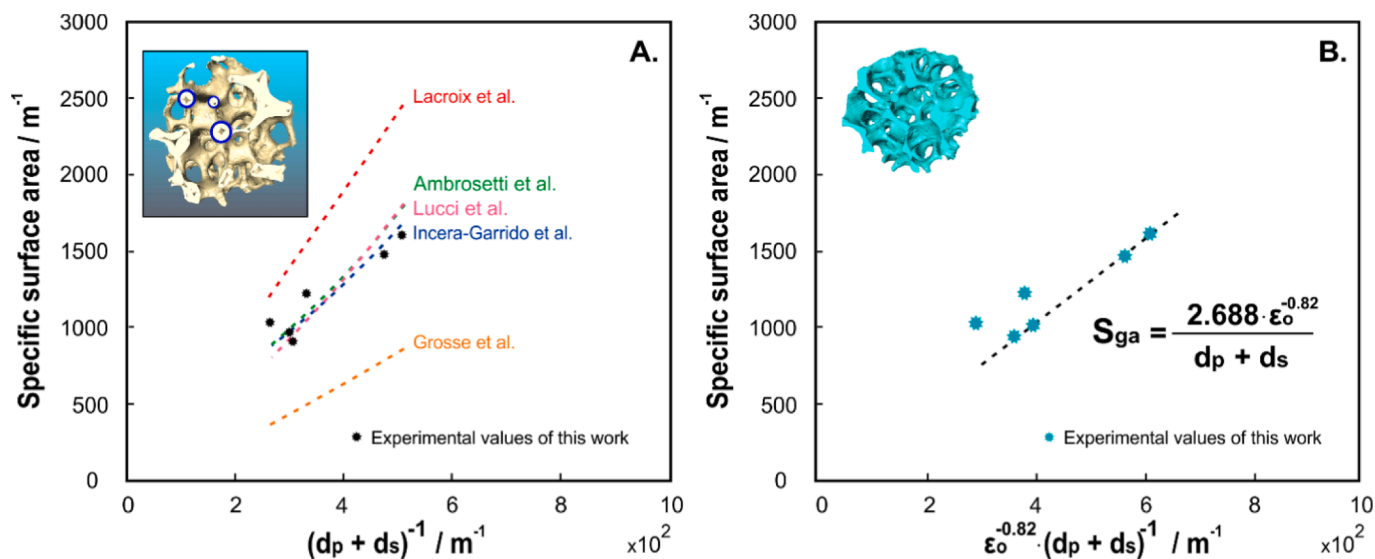 A.
3000
2500
2000
1500
1000
500
0
Specific surface area / m⁻¹
Lacroix et al.
Ambrosetti et al.
Lucci et al.
Incera-Garrido et al.
Grosse et al.
Experimental values of this work
0 2 4 6 8 10
(dp + ds)⁻¹ / m⁻¹
x10²
B.
3000
2500
2000
1500
1000
500
0
Specific surface area / m⁻¹
Sga = 2.688·εo⁻⁰·⁸² / dp + ds
Experimental values of this work
0 2 4 6 8 10
εo⁻⁰·⁸²·(dp + ds)⁻¹ / m⁻¹
x10²